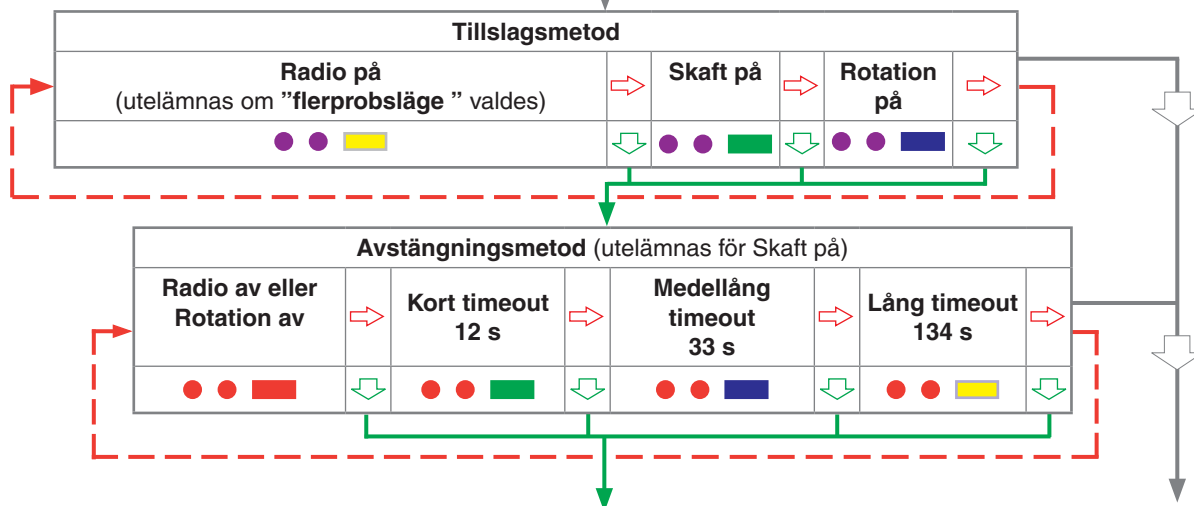 Tillslagsmetod
Radio på
(utelämnas om ”flerprobsläge ” valdes)
Skaft på
Rotation
på
Avstängningsmetod (utelämnas för Skaft på)
Radio av eller
Rotation av
Kort timeout
12 s
Medellång
timeout
33 s
Lång timeout
134 s